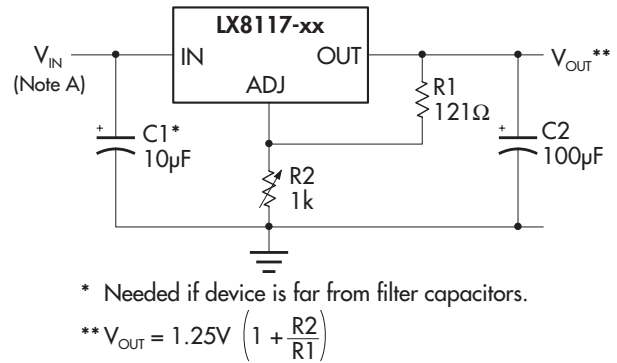 LX8117-xx
IN
OUT
ADJ
V_IN
(Note A)
V_OUT**
R1
121Ω
C1*
10µF
+
C2
100µF
+
R2
1k
* Needed if device is far from filter capacitors.
** V_OUT = 1.25V (1 + R2/R1)